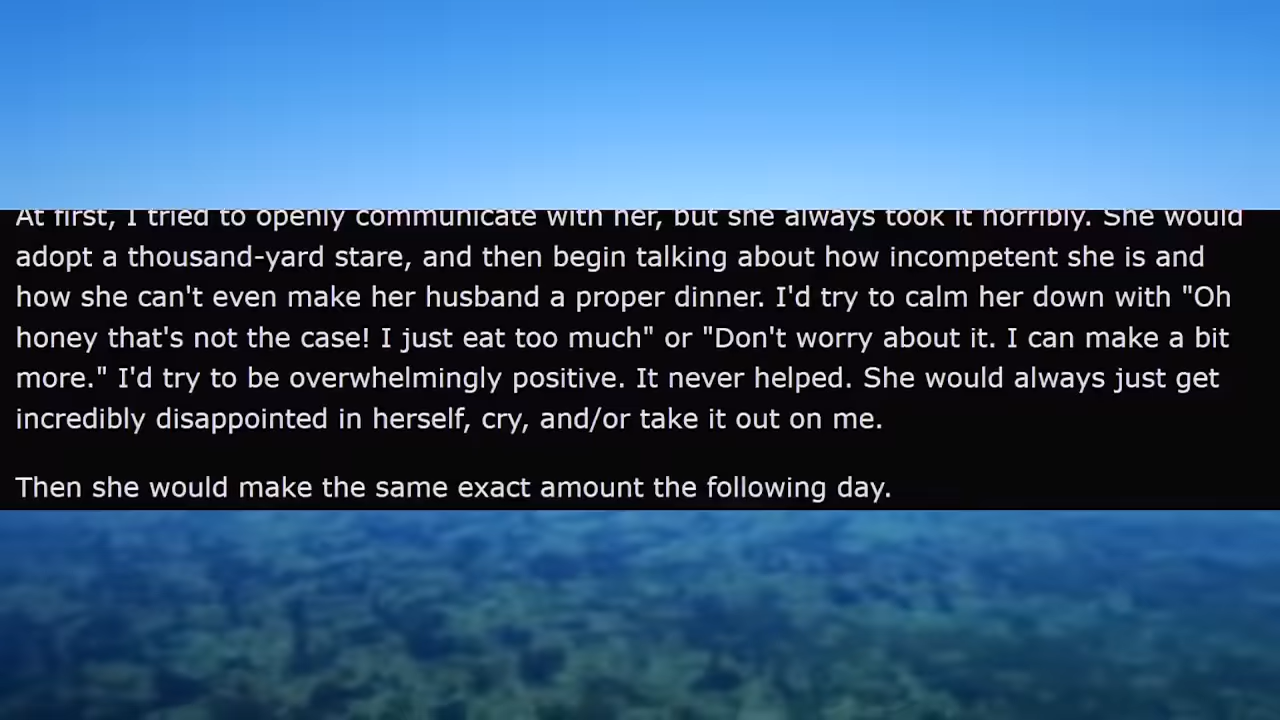 At first, I tried to openly communicate with her, but she always took it horribly. She would
adopt a thousand-yard stare, and then begin talking about how incompetent she is and
how she can't even make her husband a proper dinner. I'd try to calm her down with "Oh
honey that's not the case! I just eat too much" or "Don't worry about it. I can make a bit
more." I'd try to be overwhelmingly positive. It never helped. She would always just get
incredibly disappointed in herself, cry, and/or take it out on me.
Then she would make the same exact amount the following day.